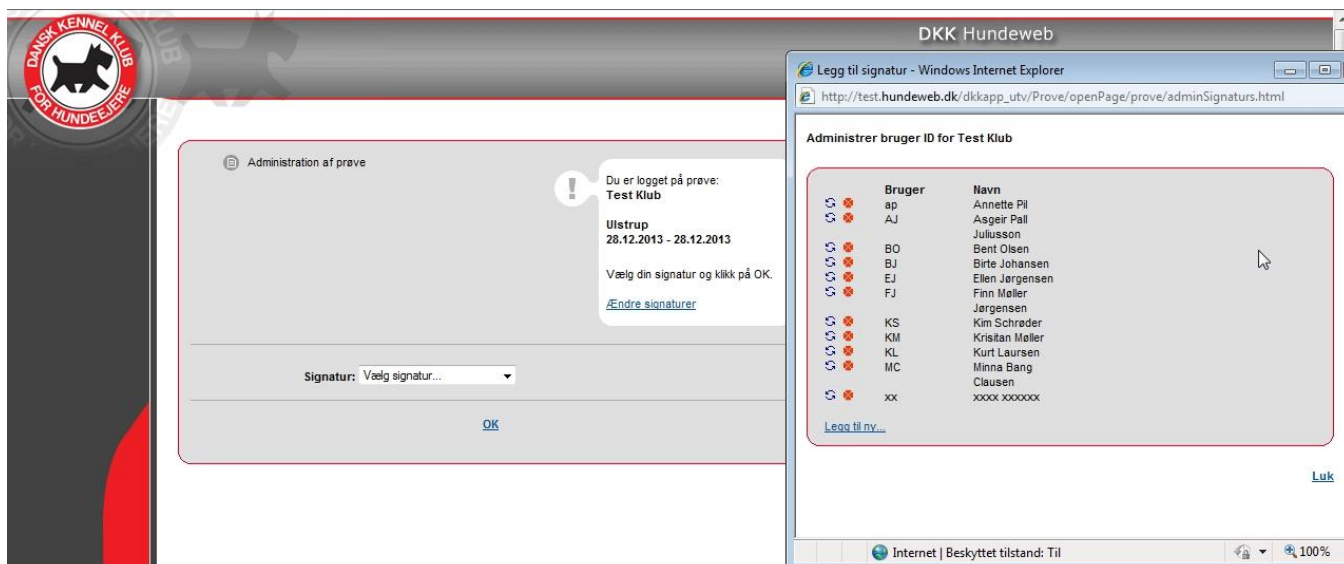 DANSK KENNEL KLUB
FOR HUNDEEJERE
KLUB
DKK Hundeweb
Administration af prøve
Du er logget på prøve:
Test Klub
Ulstrup
28.12.2013 - 28.12.2013
Vælg din signatur og klikk på OK.
Ændre signaturer
Signatur: Vælg signatur...
OK
Legg til signatur - Windows Internet Explorer
http://test.hundeweb.dk/dkkapp_utv/Prove/openPage/prove/adminSignaturs.html
Administrer bruger ID for Test Klub
Bruger Navn
ap Annette Pil
AJ Asgeir Pall
Juliusson
BO Bent Olsen
BJ Birte Johansen
EJ Ellen Jørgensen
FJ Finn Møller
Jørgensen
KS Kim Schrøder
KM Krisitan Møller
KL Kurt Laursen
MC Minna Bang
Clausen
xx xxxx xxxxxx
Legg til ny...
Luk
Internet | Beskyttet tilstand: Til
100%